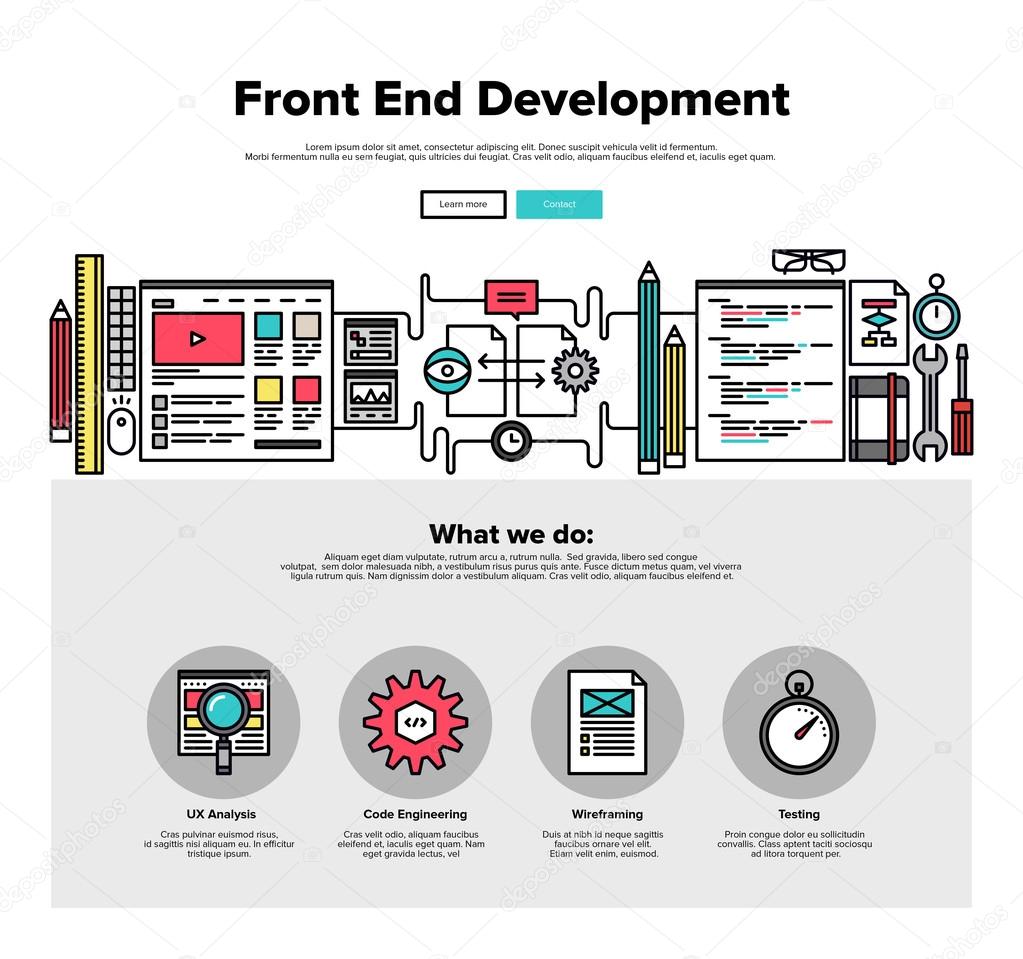 Front End Development
Lorem ipsum dolor sit amet, consectetur adipiscing elit. Donec suscipit vehicula velit id fermentum.
Morbi fermentum nulla eu sem feugiat, quis ultricies dui feugiat. Cras velit odio, aliquam faucibus eleifend et, iaculis eget quam.
Learn more
Contact
What we do:
Aliquam eget diam vulputate, rutrum arcu a, rutrum nulla. Sed gravida, libero sed congue
volutpat, sem dolor malesuada nibh, a vestibulum risus purus quis ante. Fusce dictum metus quam, vel viverra
ligula rutrum quis. Nam dignissim dolor a vestibulum aliquam. Cras velit odio, aliquam faucibus eleifend et.
</>
UX Analysis
Cras pulvinar euismod risus,
id sagittis nisi aliquam eu. In efficitur
tristique ipsum.
Code Engineering
Cras velit odio, aliquam faucibus
eleifend et, iaculis eget quam. Nam
eget gravida lectus, vel
Wireframing
Duis at nibh id neque sagittis
faucibus ornare vel elit.
Etiam velit enim, euismod.
Testing
Proin congue dolor eu sollicitudin
convallis. Class aptent taciti sociosqu
ad litora torquent per.
depositphotos